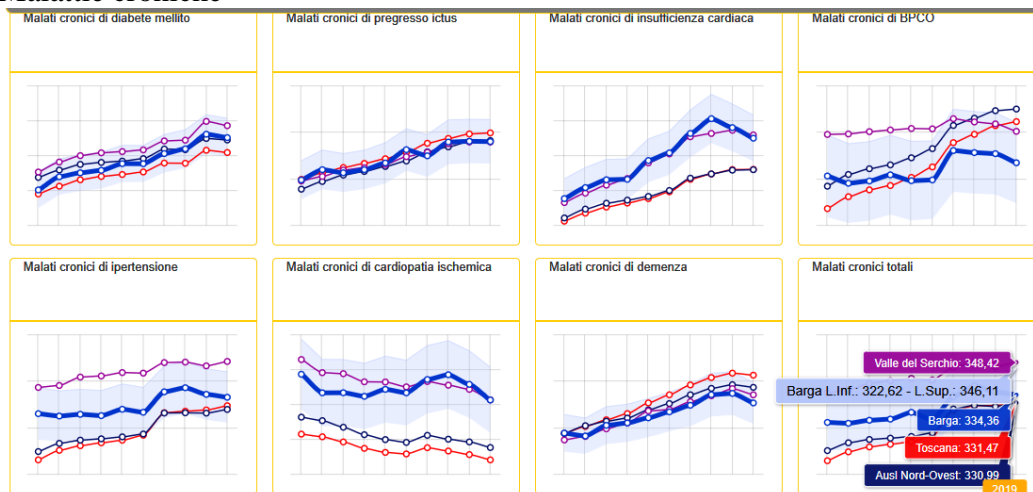 Malati cronici di diabete mellito
Malati cronici di pregresso ictus
Malati cronici di insufficienza cardiaca
Malati cronici di BPCO
Malati cronici di ipertensione
Malati cronici di cardiopatia ischemica
Malati cronici di demenza
Malati cronici totali
Valle del Serchio: 348,42
Barga L.Inf.: 322,62 - L.Sup.: 346,11
Barga: 334,36
Toscana: 331,47
Ausl Nord-Ovest: 330,99
2019